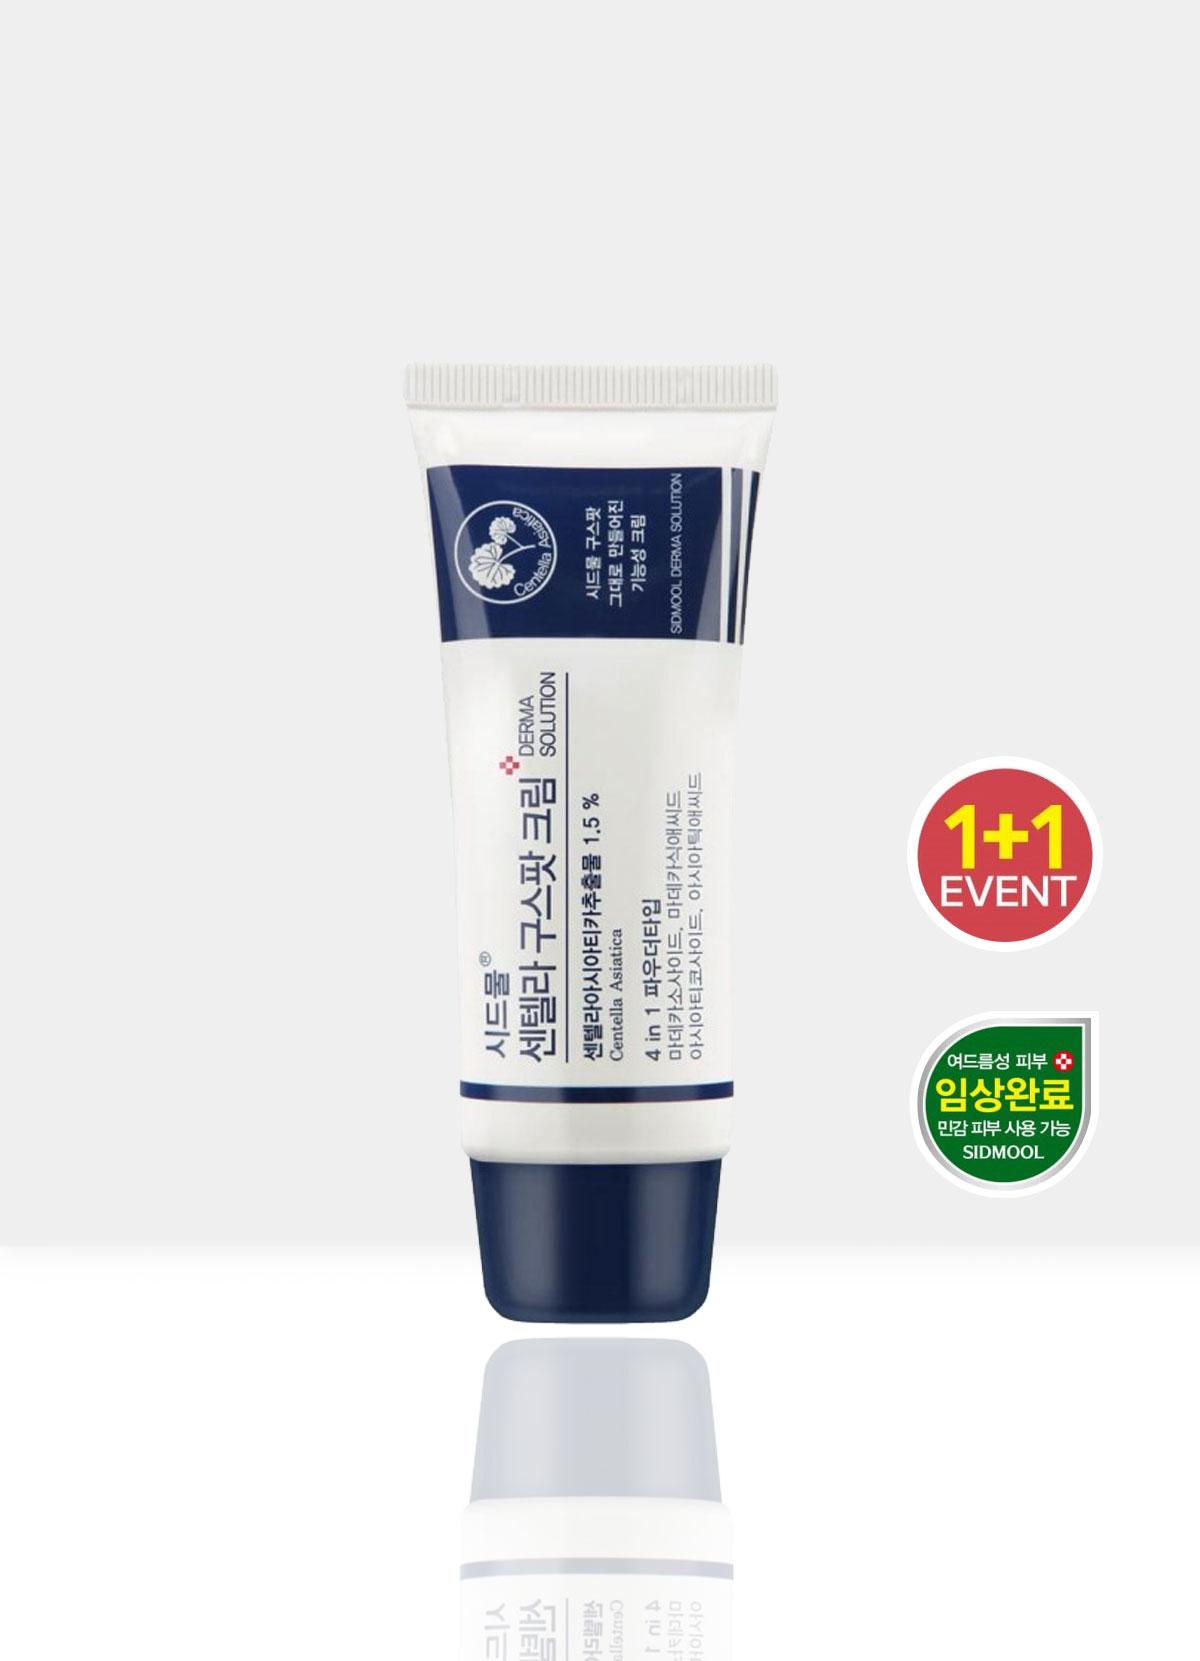 Centella Asiatica
시드물 구스팟
그대로 만들어진
기능성 크림
SIDMOOL DERMA SOLUTION
시드물®
센텔라 구스팟 크림
DERMA
SOLUTION
센텔라아시아티카추출물 1.5 %
Centella Asiatica
4 in 1 파우더타입
마데카소사이드, 마데카식애씨드
아시아티코사이드, 아시아틱애씨드
1+1
EVENT
여드름성 피부
임상완료
민감 피부 사용 가능
SIDMOOL